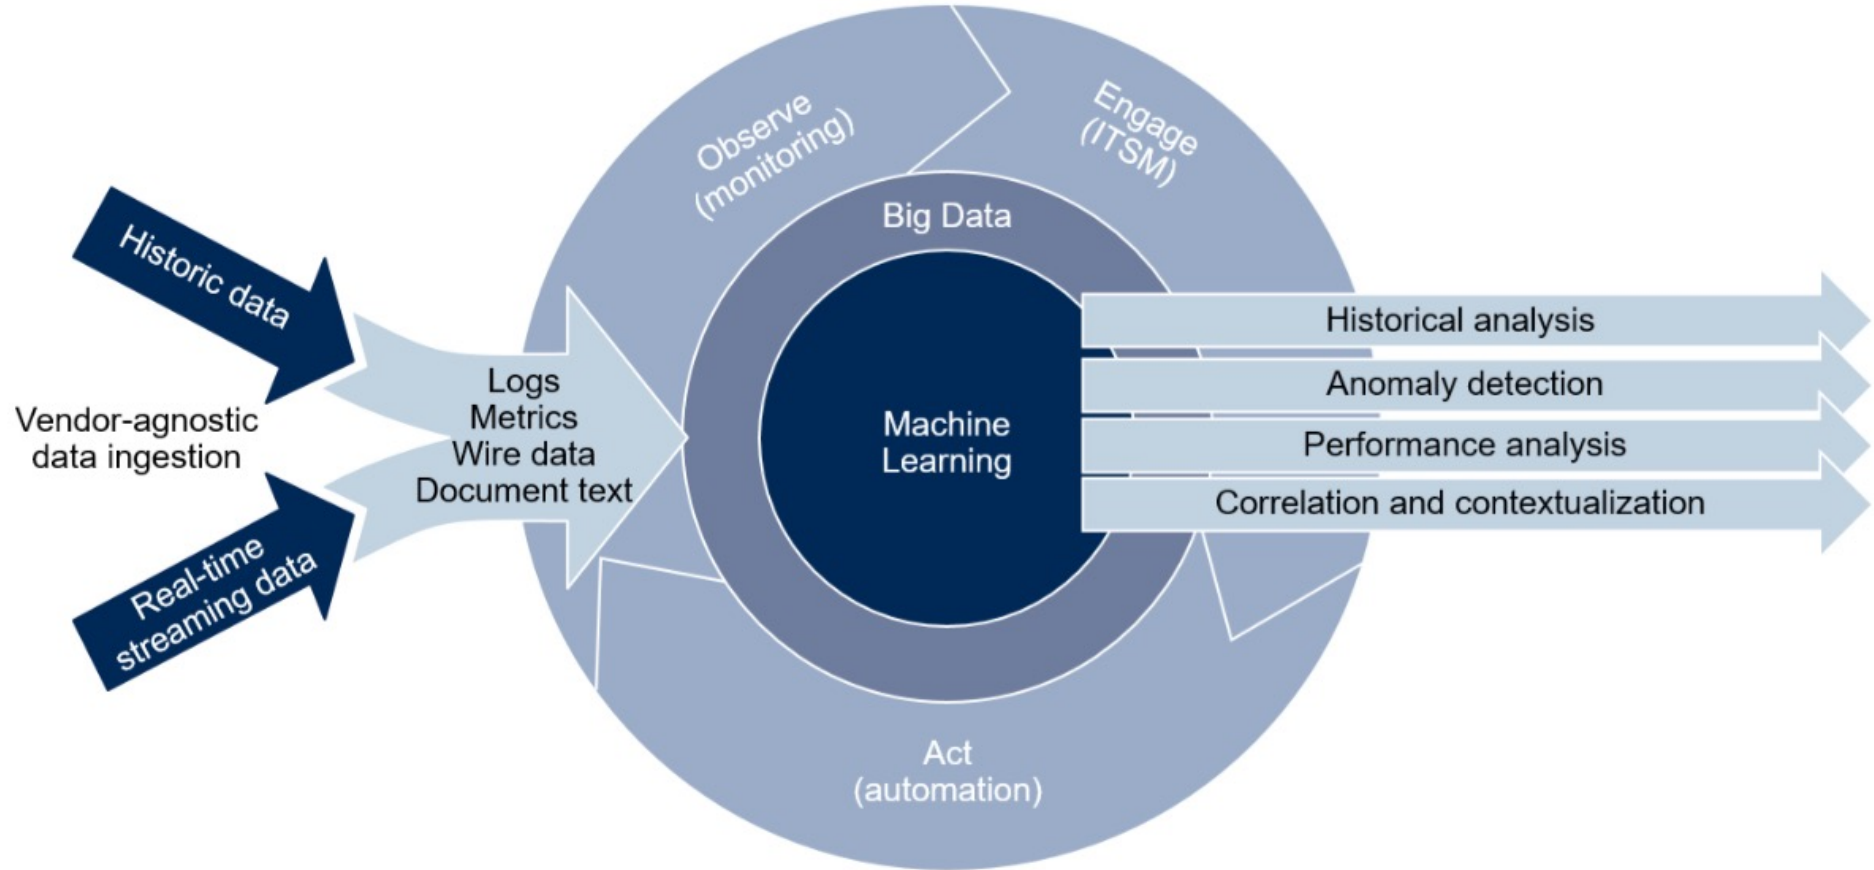 Historic data
Vendor-agnostic
data ingestion
Real-time
streaming data
Logs
Metrics
Wire data
Document text
Observe
(monitoring)
Engage
(ITSM)
Big Data
Machine
Learning
Act
(automation)
Historical analysis
Anomaly detection
Performance analysis
Correlation and contextualization